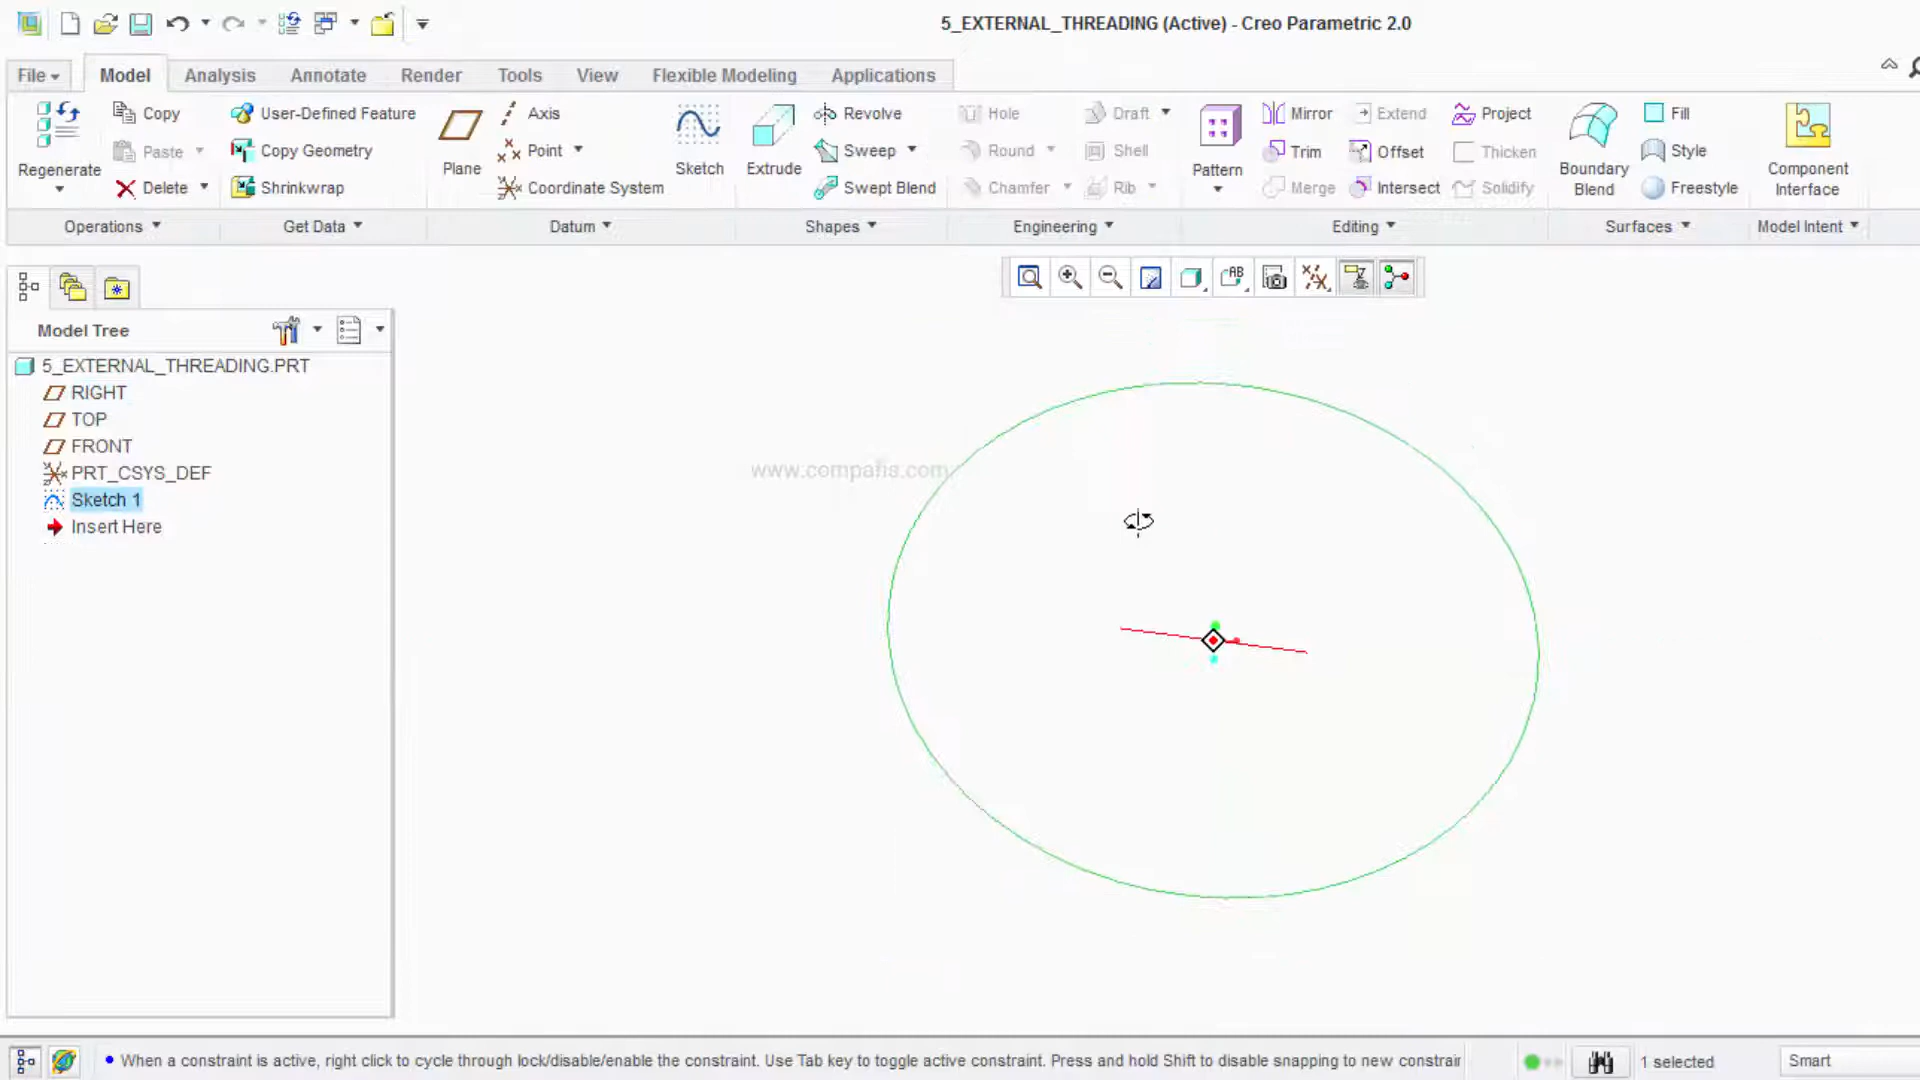 5_EXTERNAL_THREADING (Active) - Creo Parametric 2.0
File Model Analysis Annotate Render Tools View Flexible Modeling Applications
Regenerate
Copy
Paste
Delete
User-Defined Feature
Copy Geometry
Shrinkwrap
Plane
Axis
Point
Coordinate System
Sketch
Extrude
Revolve
Sweep
Swept Blend
Hole
Round
Chamfer
Draft
Shell
Rib
Pattern
Mirror
Trim
Merge
Extend
Offset
Intersect
Project
Thicken
Solidify
Boundary
Blend
Fill
Style
Freestyle
Component
Interface
Operations Get Data Datum Shapes Engineering Editing Surfaces Model Intent
Model Tree
5_EXTERNAL_THREADING.PRT
RIGHT
TOP
FRONT
PRT_CSYS_DEF
Sketch 1
Insert Here
www.compafis.com
When a constraint is active, right click to cycle through lock/disable/enable the constraint. Use Tab key to toggle active constraint. Press and hold Shift to disable snapping to new constrair
1 selected
Smart